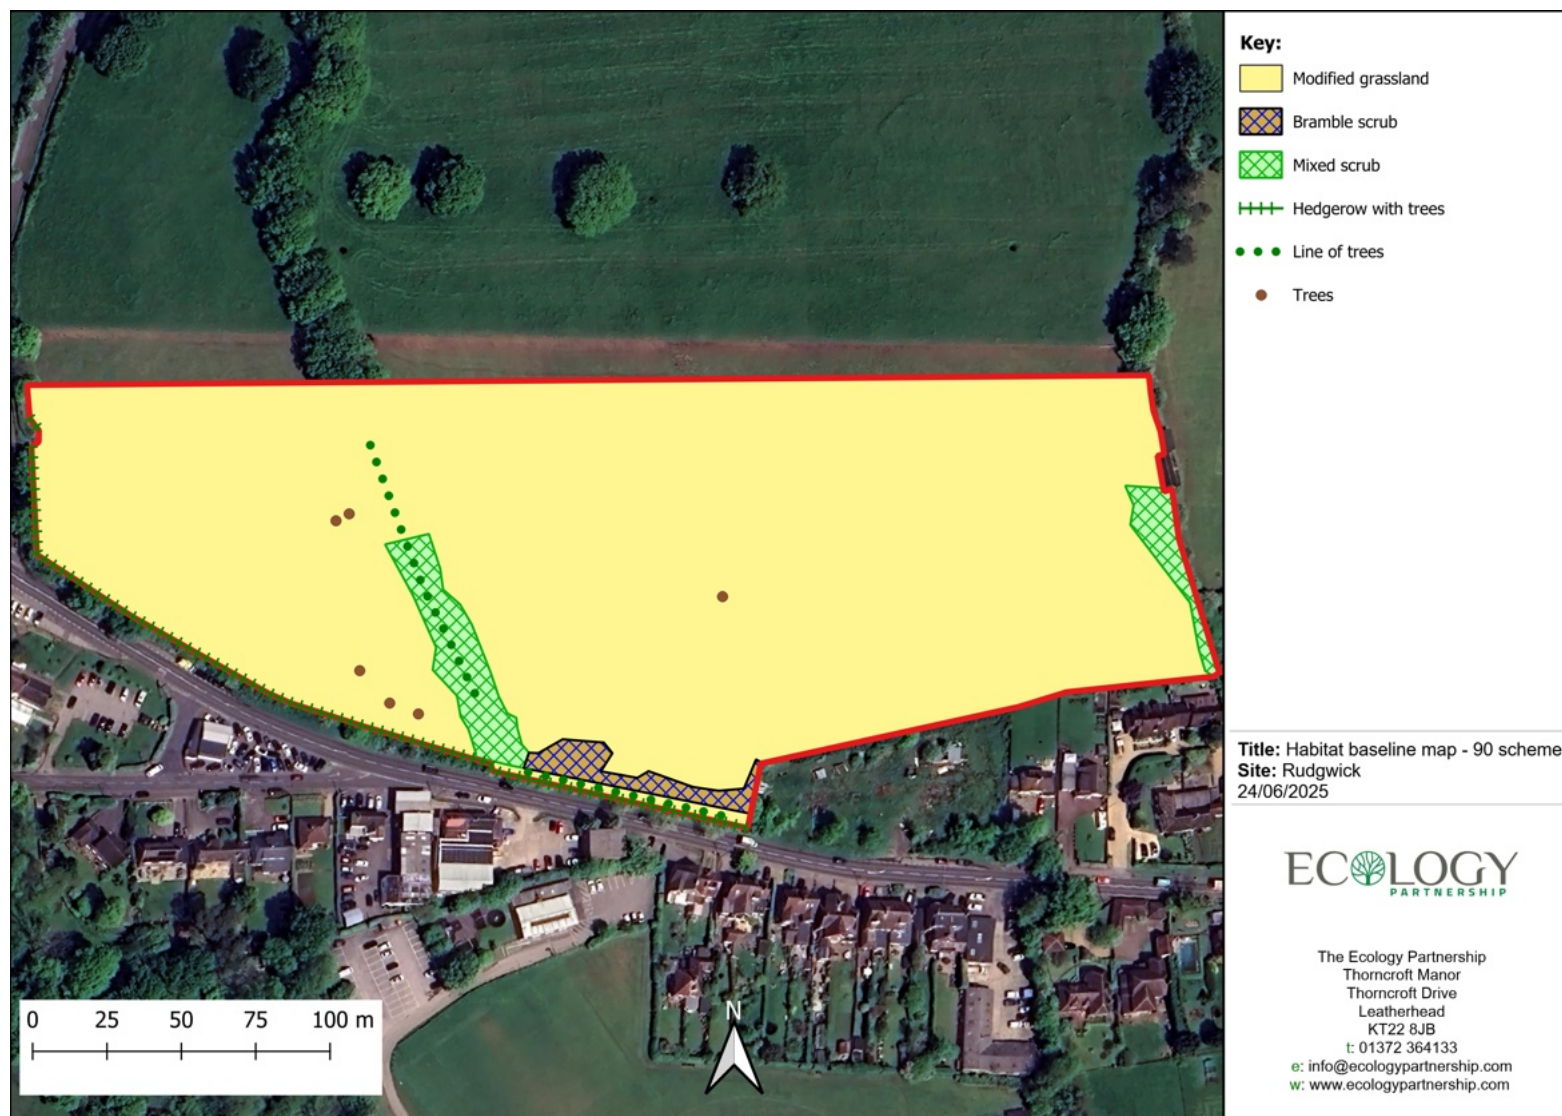 Key:
Modified grassland
Bramble scrub
Mixed scrub
Hedgerow with trees
Line of trees
Trees
Title: Habitat baseline map - 90 scheme
Site: Rudgwick
24/06/2025
ECOLOGY
PARTNERSHIP
The Ecology Partnership
Thorncroft Manor
Thorncroft Drive
Leatherhead
KT22 8JB
t: 01372 364133
e: info@ecologypartnership.com
w: www.ecologypartnership.com
0 25 50 75 100 m
N